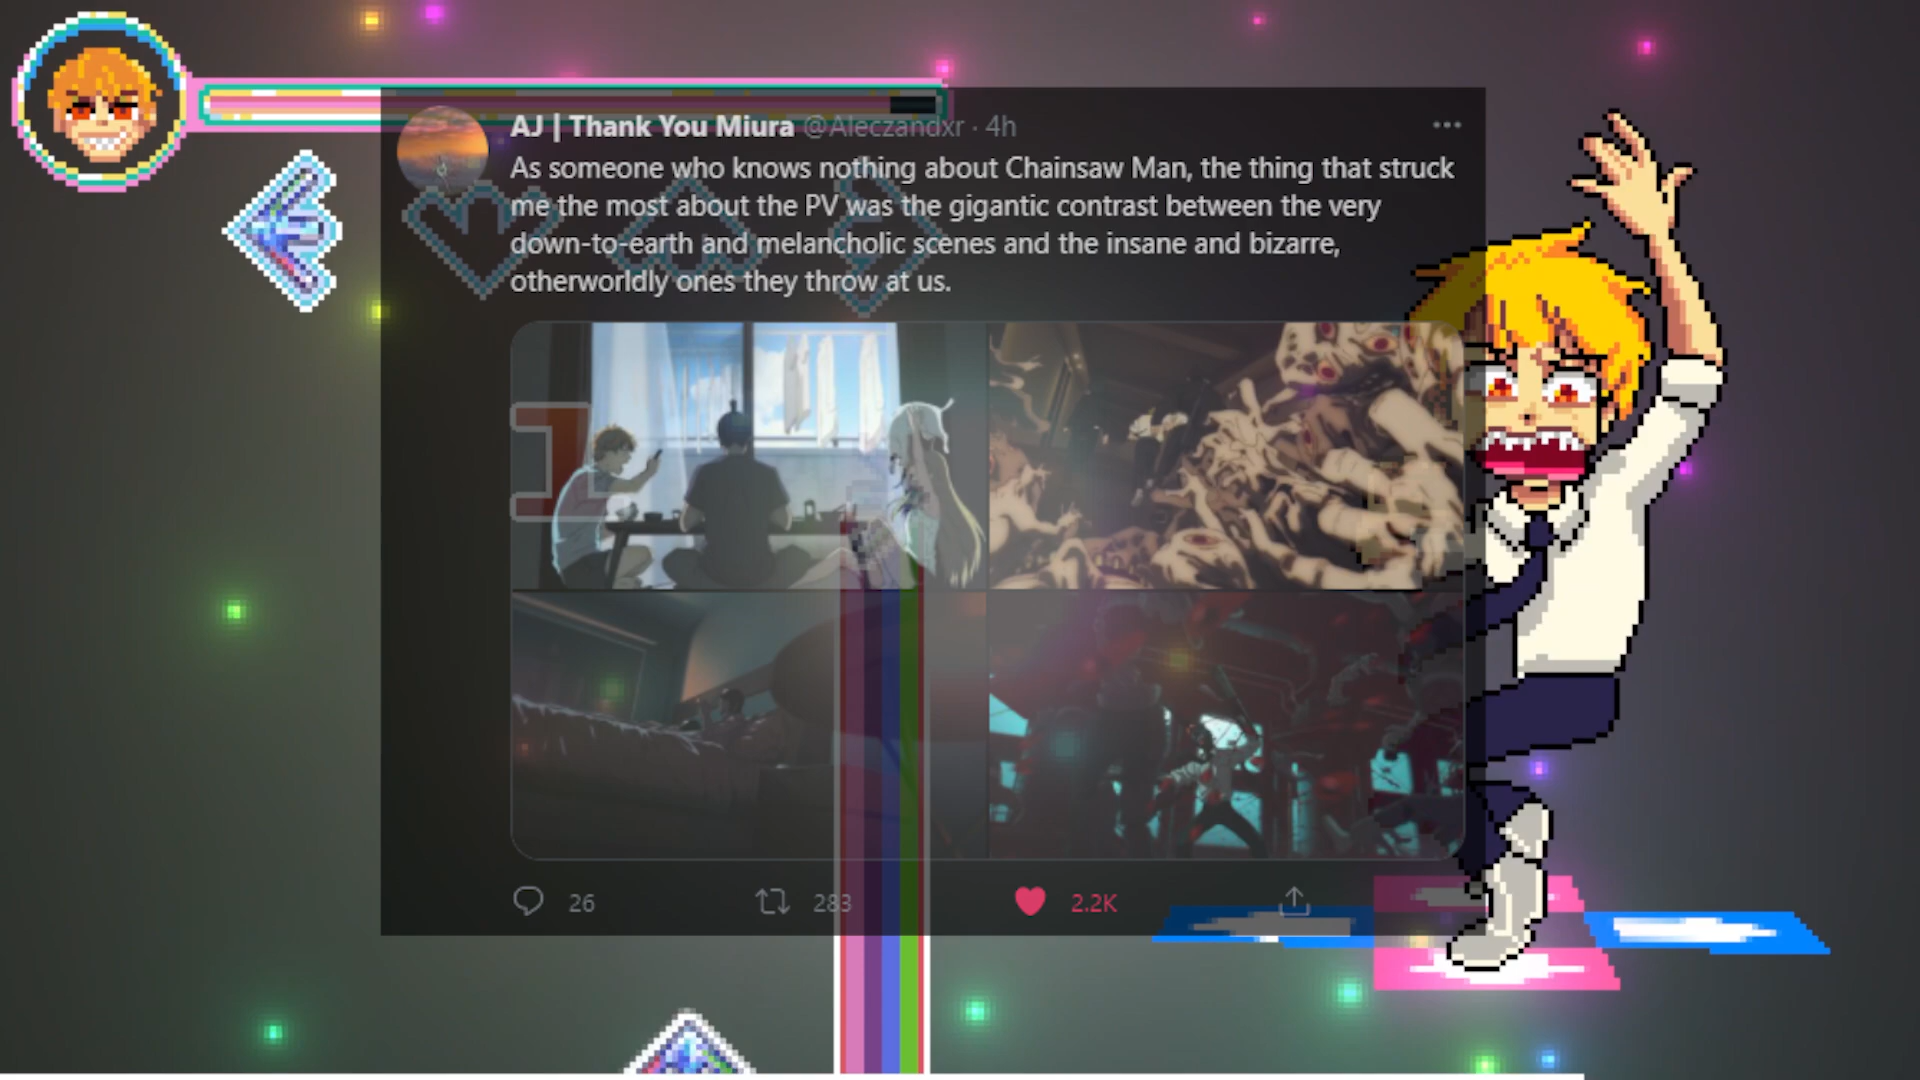 AJ | Thank You Miura @Aleczandxr · 4h
As someone who knows nothing about Chainsaw Man, the thing that struck
me the most about the PV was the gigantic contrast between the very
down-to-earth and melancholic scenes and the insane and bizarre,
otherworldly ones they throw at us.
1
26 283 2.2K